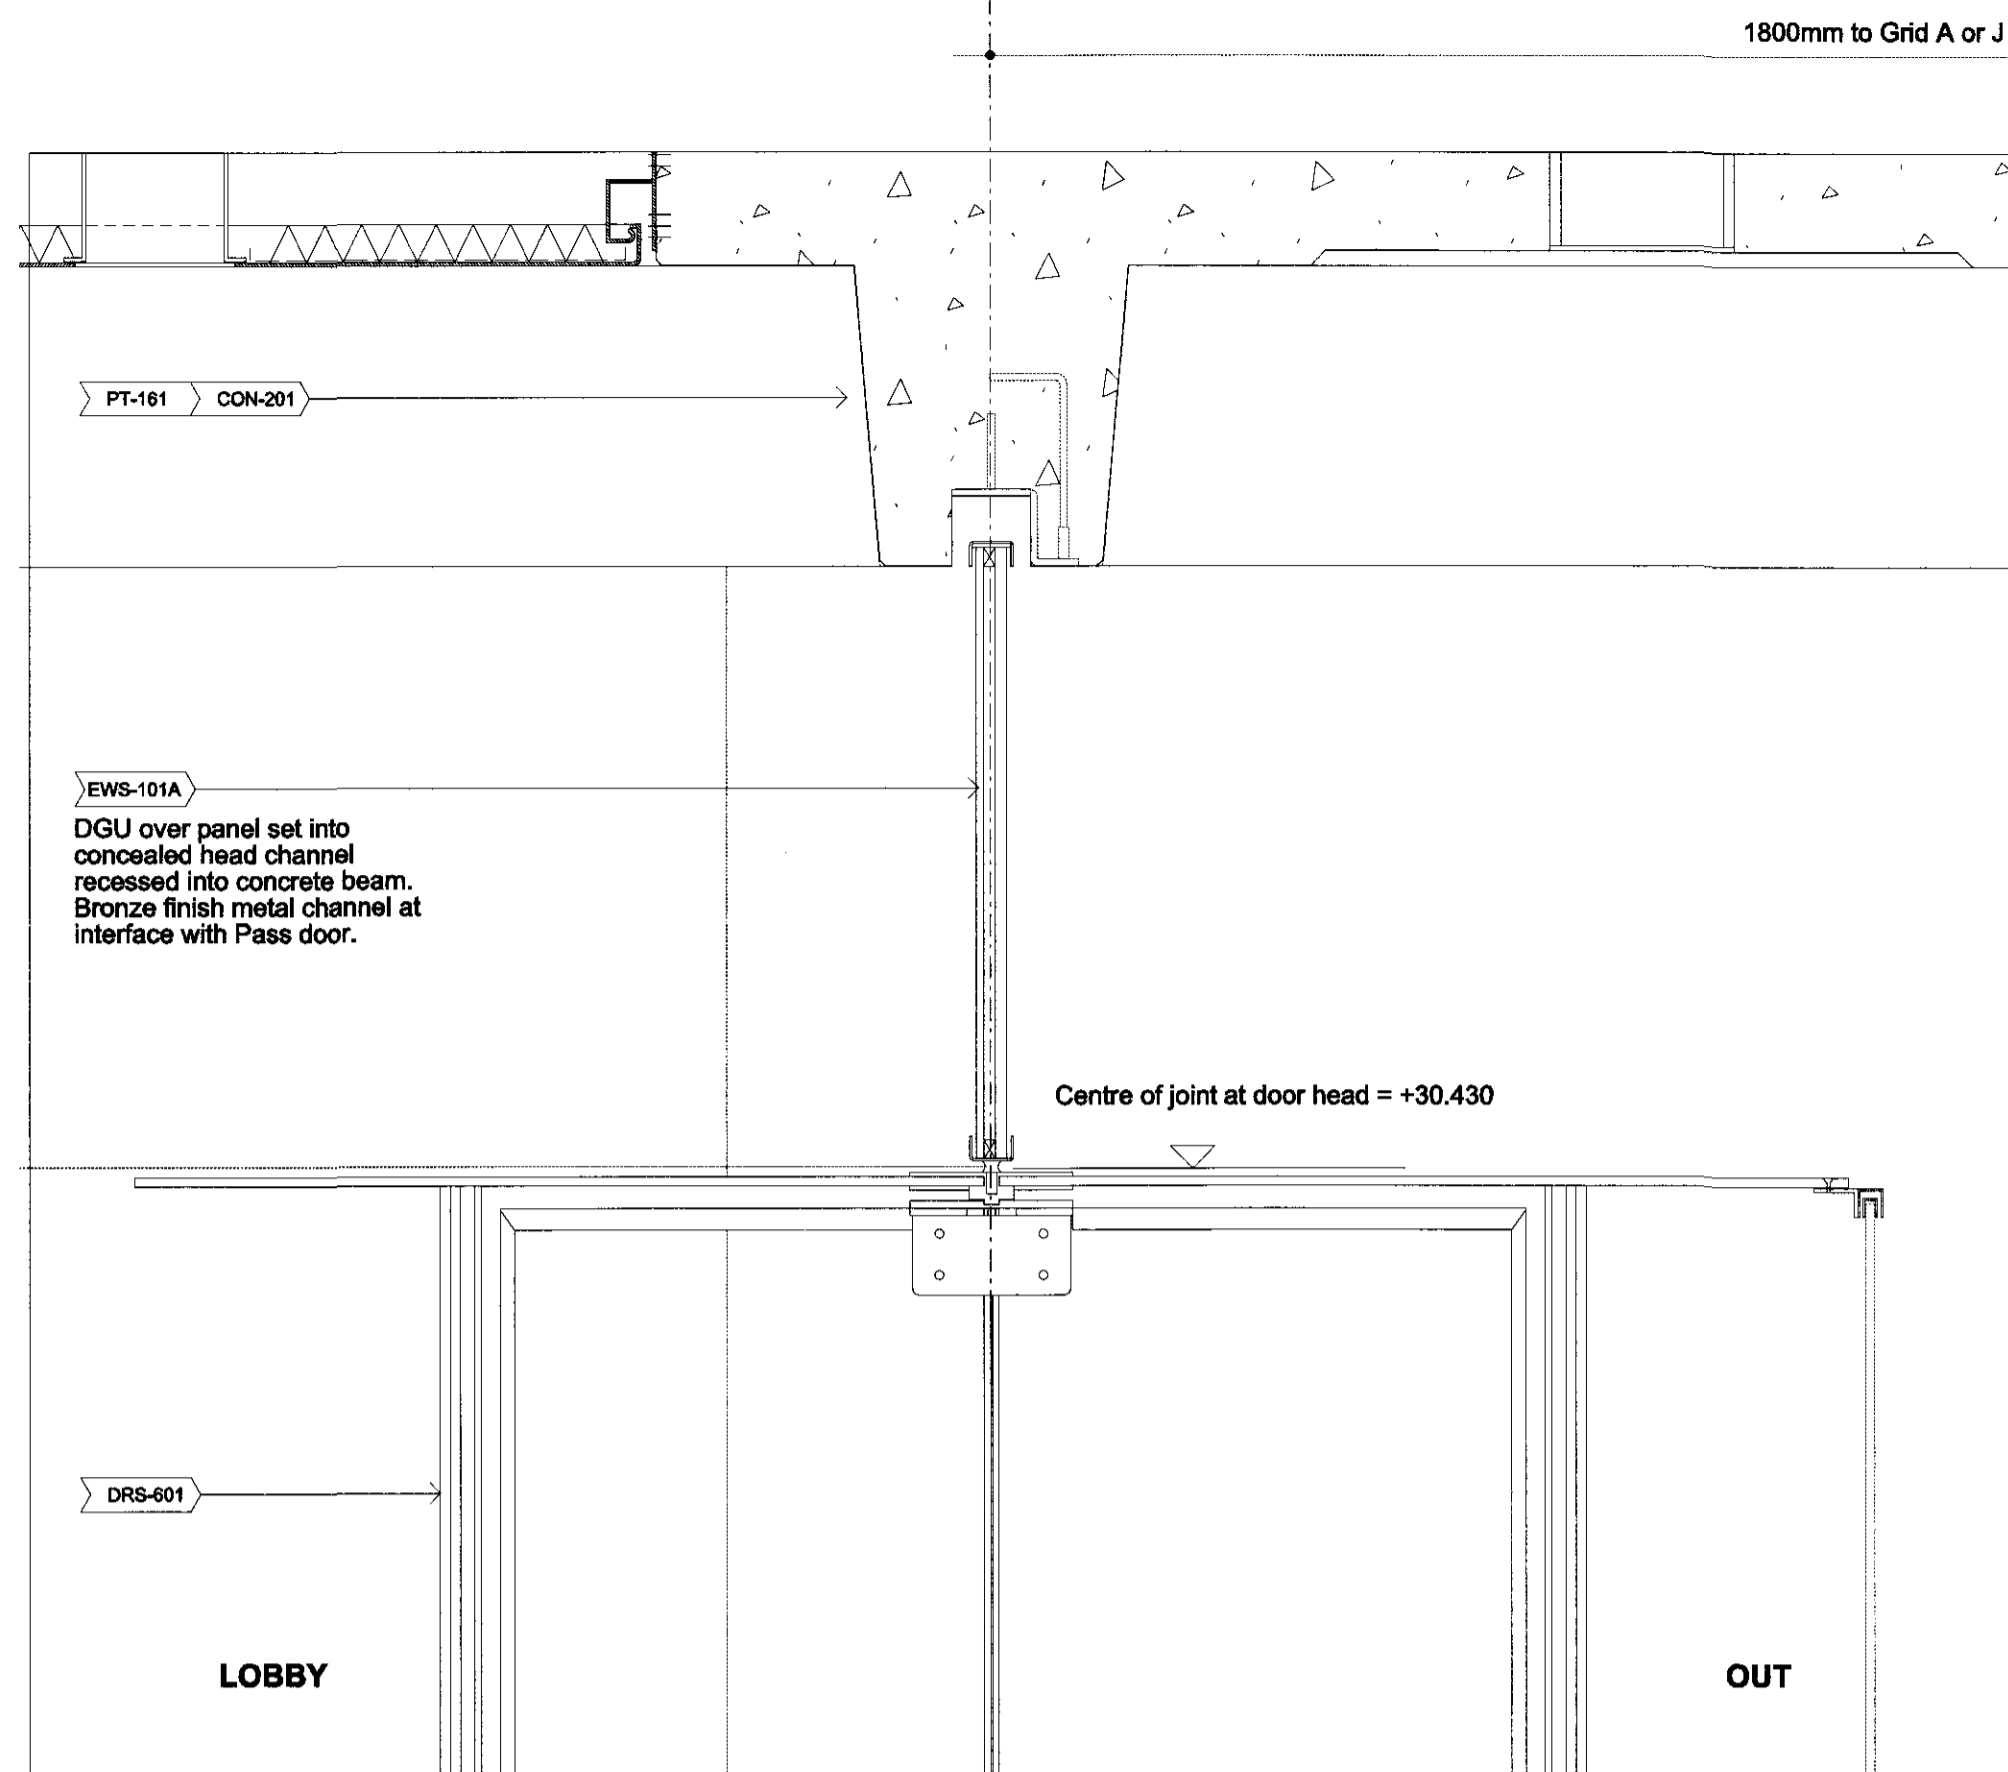 1800mm to Grid A or J
PT-161 CON-201
EWS-101A
DGU over panel set into
concealed head channel
recessed into concrete beam.
Bronze finish metal channel at
interface with Pass door.
Centre of joint at door head = +30.430
DRS-601
LOBBY
OUT